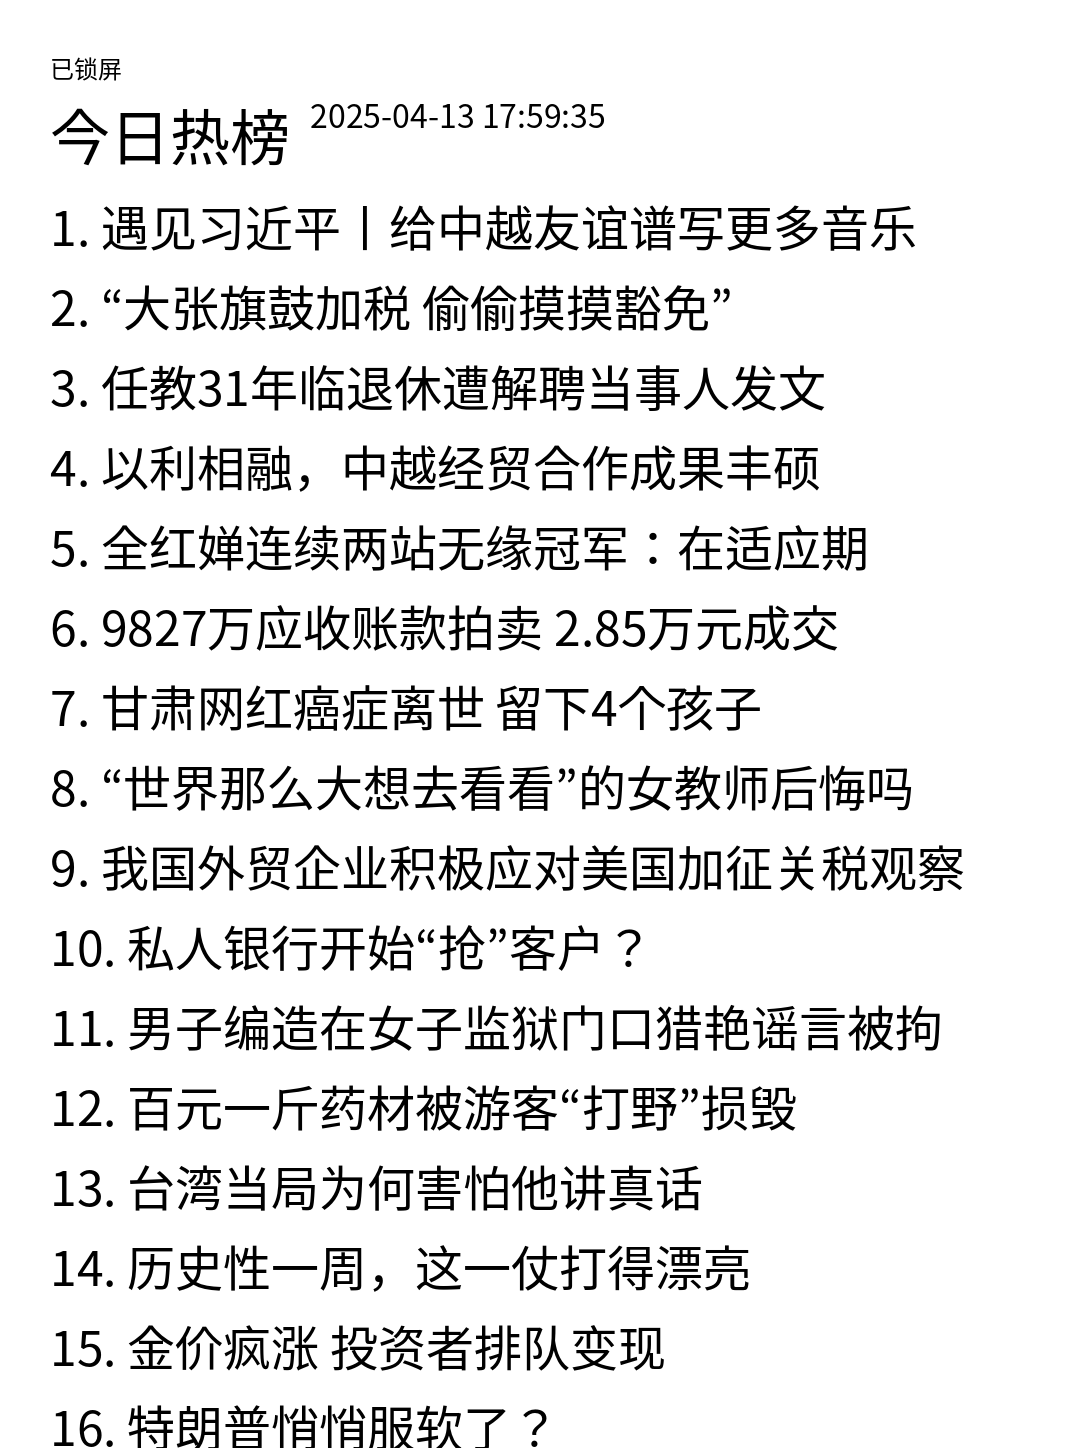 已锁屏
今日热榜 2025-04-13 17:59:35
1. 遇见习近平丨给中越友谊谱写更多音乐
2. “大张旗鼓加税 偷偷摸摸豁免”
3. 任教31年临退休遭解聘当事人发文
4. 以利相融，中越经贸合作成果丰硕
5. 全红婵连续两站无缘冠军：在适应期
6. 9827万应收账款拍卖 2.85万元成交
7. 甘肃网红癌症离世 留下4个孩子
8. “世界那么大想去看看”的女教师后悔吗
9. 我国外贸企业积极应对美国加征关税观察
10. 私人银行开始“抢”客户？
11. 男子编造在女子监狱门口猎艳谣言被拘
12. 百元一斤药材被游客“打野”损毁
13. 台湾当局为何害怕他讲真话
14. 历史性一周，这一仗打得漂亮
15. 金价疯涨 投资者排队变现
16. 特朗普悄悄服软了？